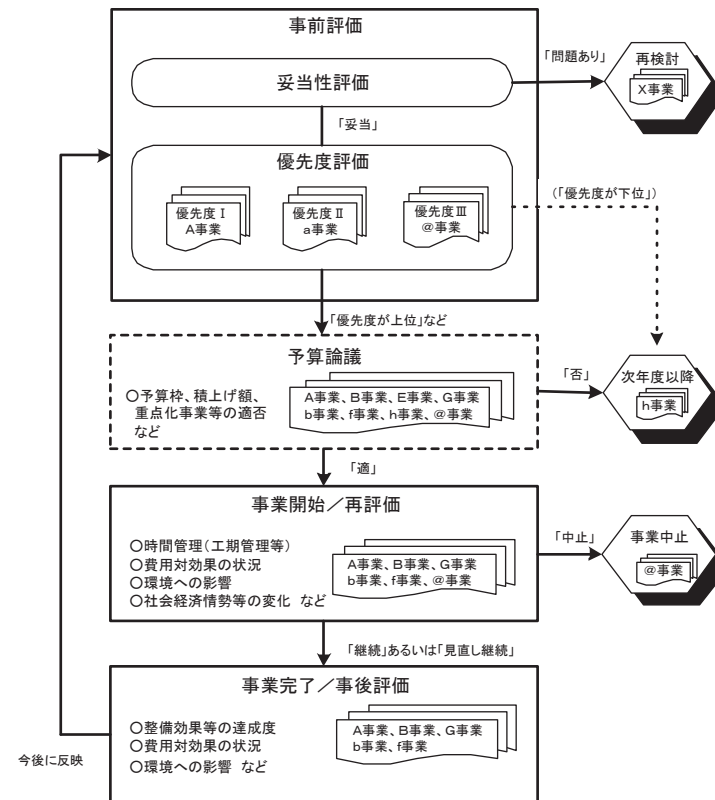 事前評価
「問題あり」
再検討
X事業
妥当性評価
「妥当」
優先度評価
優先度Ⅰ
A事業
優先度Ⅱ
a事業
優先度Ⅲ
@事業
(「優先度が下位」)
「優先度が上位」など
予算論議
○予算枠、積上げ額、
重点化事業等の適否
など
A事業、B事業、E事業、G事業
b事業、f事業、h事業、@事業
「否」
次年度以降
h事業
「適」
事業開始／再評価
○時間管理(工期管理等)
○費用対効果の状況
○環境への影響
○社会経済情勢等の変化 など
A事業、B事業、G事業
b事業、f事業、@事業
「中止」
事業中止
@事業
「継続」あるいは「見直し継続」
事業完了／事後評価
○整備効果等の達成度
○費用対効果の状況
○環境への影響 など
A事業、B事業、G事業
b事業、f事業
今後に反映